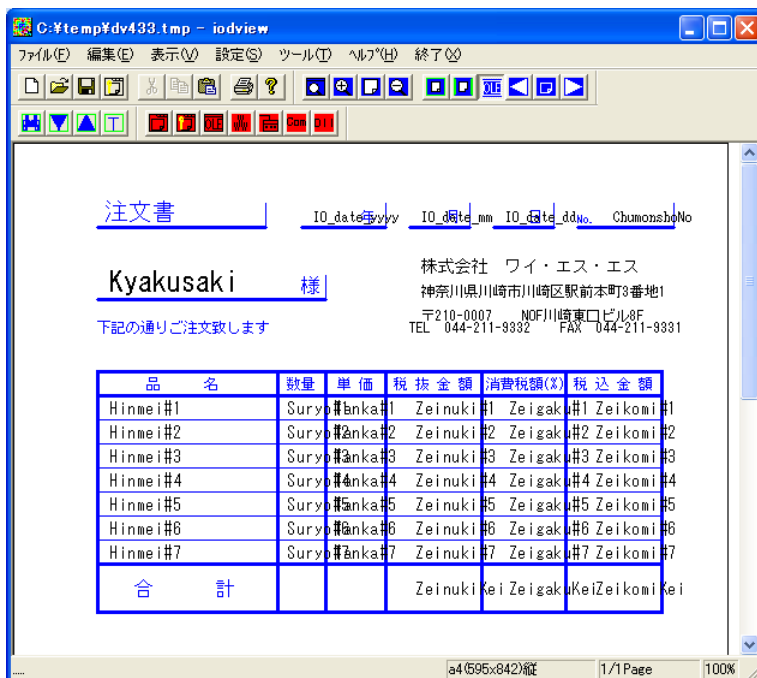 C:¥temp¥dv433.tmp - iodview
ファイル(F) 編集(E) 表示(V) 設定(S) ツール(T) ヘルプ(H) 終了(X)
OLE
T OLE Com
注文書 IO_date_yyyy 年 IO_date_mm 月 IO_date_dd 日 No. ChumonshoNo
Kyakusaki 様
株式会社 ワイ・エス・エス
神奈川県川崎市川崎区駅前本町3番地1
〒210-0007 NOF川崎東口ビル8F
下記の通りご注文致します
TEL 044-211-9332 FAX 044-211-9331
品 名 数量 単価 税抜金額 消費税額(%) 税込金額
Hinmei#1 Suryo#1 Tanka#1 Zeinuki#1 Zeigaku#1 Zeikomi#1
Hinmei#2 Suryo#2 Tanka#2 Zeinuki#2 Zeigaku#2 Zeikomi#2
Hinmei#3 Suryo#3 Tanka#3 Zeinuki#3 Zeigaku#3 Zeikomi#3
Hinmei#4 Suryo#4 Tanka#4 Zeinuki#4 Zeigaku#4 Zeikomi#4
Hinmei#5 Suryo#5 Tanka#5 Zeinuki#5 Zeigaku#5 Zeikomi#5
Hinmei#6 Suryo#6 Tanka#6 Zeinuki#6 Zeigaku#6 Zeikomi#6
Hinmei#7 Suryo#7 Tanka#7 Zeinuki#7 Zeigaku#7 Zeikomi#7
合 計 ZeinukiKei ZeigakuKei ZeikomiKei
.... a4(595x842)縦 1/1Page 100%